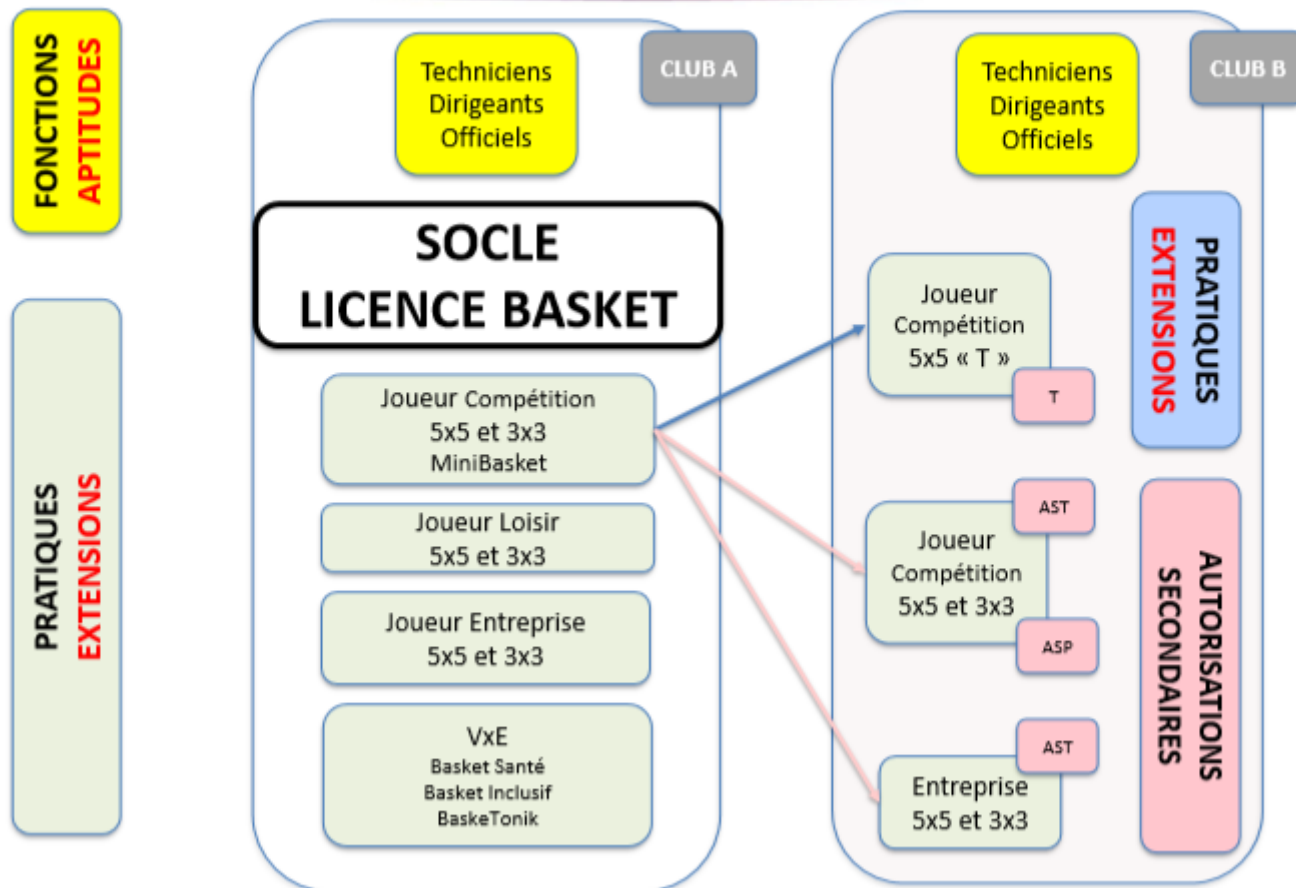 FONCTIONS
APTITUDES
PRATIQUES
EXTENSIONS
CLUB A
Techniciens
Dirigeants
Officiels
SOCLE
LICENCE BASKET
Joueur Compétition
5x5 et 3x3
MiniBasket
Joueur Loisir
5x5 et 3x3
Joueur Entreprise
5x5 et 3x3
VxE
Basket Santé
Basket Inclusif
BaskeTonik
CLUB B
Techniciens
Dirigeants
Officiels
Joueur
Compétition
5x5 « T »
T
PRATIQUES
EXTENSIONS
AST
Joueur
Compétition
5x5 et 3x3
ASP
AST
Entreprise
5x5 et 3x3
AUTORISATIONS
SECONDAIRES